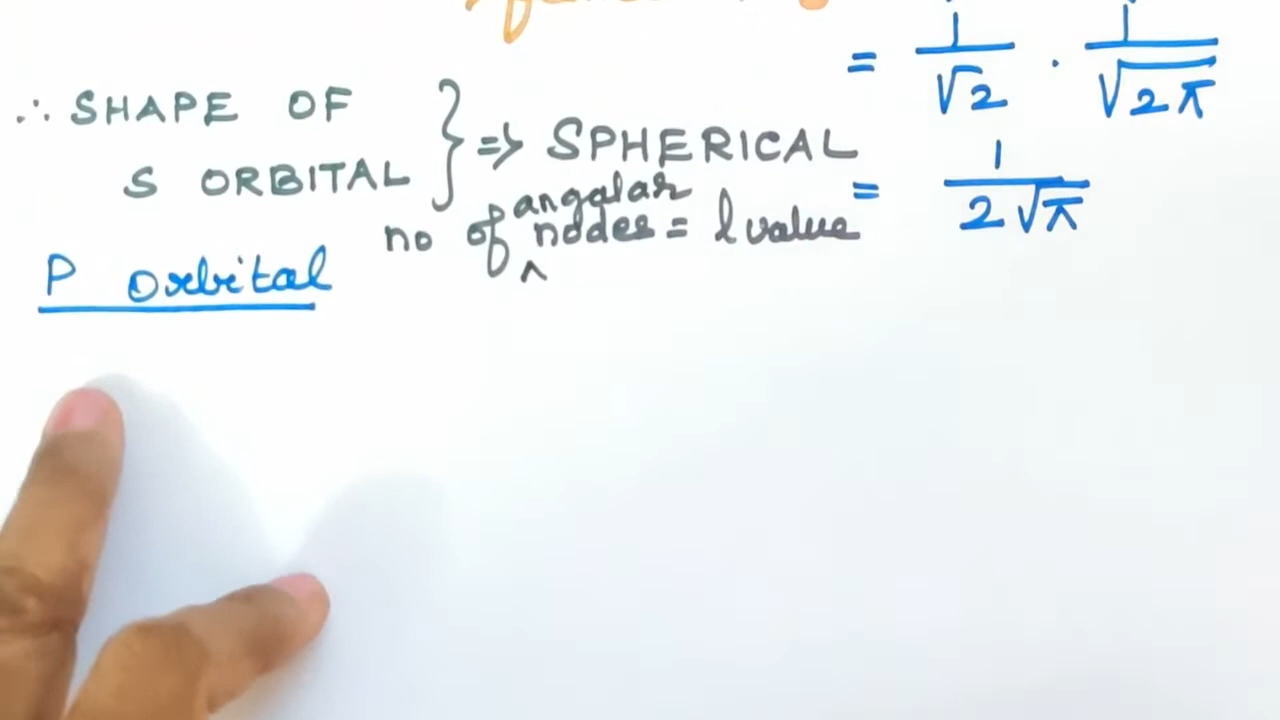 = 1/√2 · 1/√2π
∴ SHAPE OF
S ORBITAL } => SPHERICAL
= 1/2√π
no of ^ angular nodes = l value
P Orbital